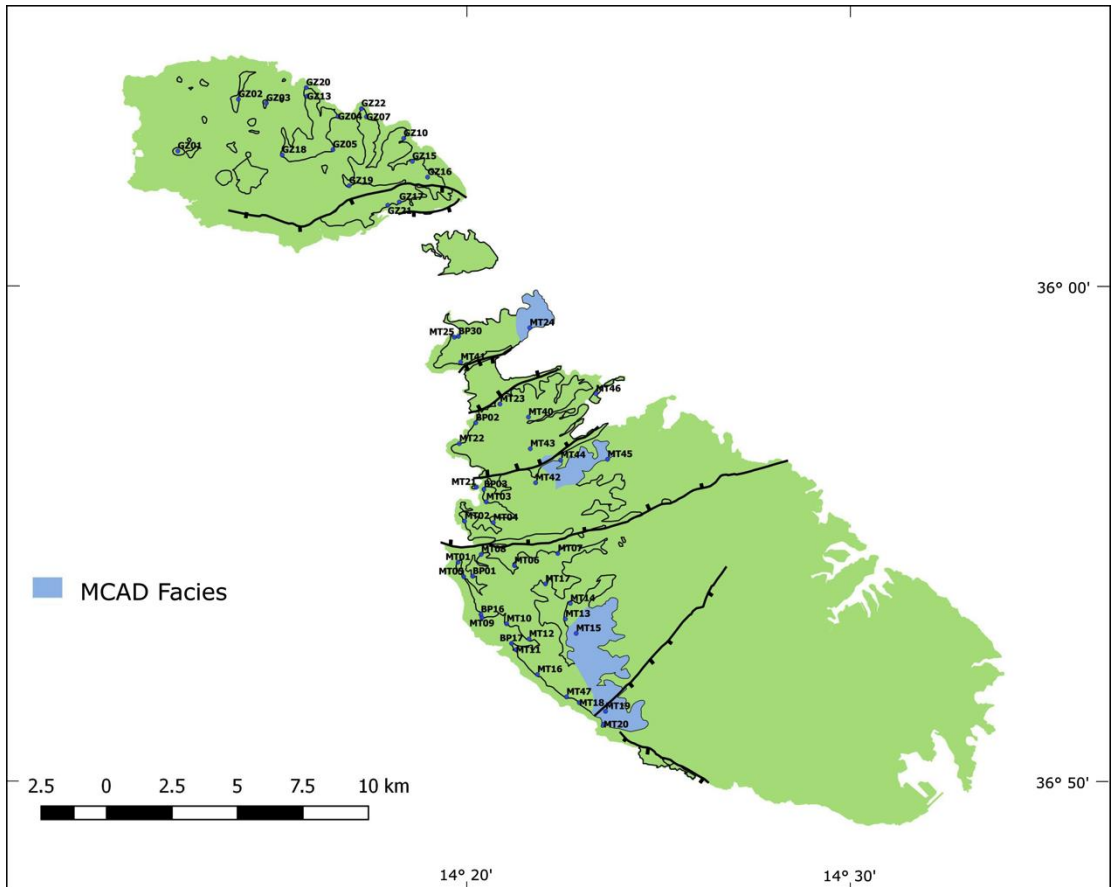 GZ20
GZ02
GZ03
GZ13
GZ22
GZ04
GZ07
GZ10
GZ01
GZ18
GZ05
GZ15
GZ16
GZ19
GZ17
GZ21
36° 00'
MT24
MT25
BP30
MT41
MT46
MT23
MT40
BP02
MT22
MT43
MT44
MT45
MT21
BP03
MT42
MT03
MT02
MT04
MT08
MT07
MT01
MT06
MT05
BP01
MT17
MCAD Facies
MT14
BP16
MT13
MT09
MT10
MT15
BP17
MT12
MT11
MT16
MT47
MT18
MT19
MT20
2.5 0 2.5 5 7.5 10 km
36° 50'
14° 20'
14° 30'